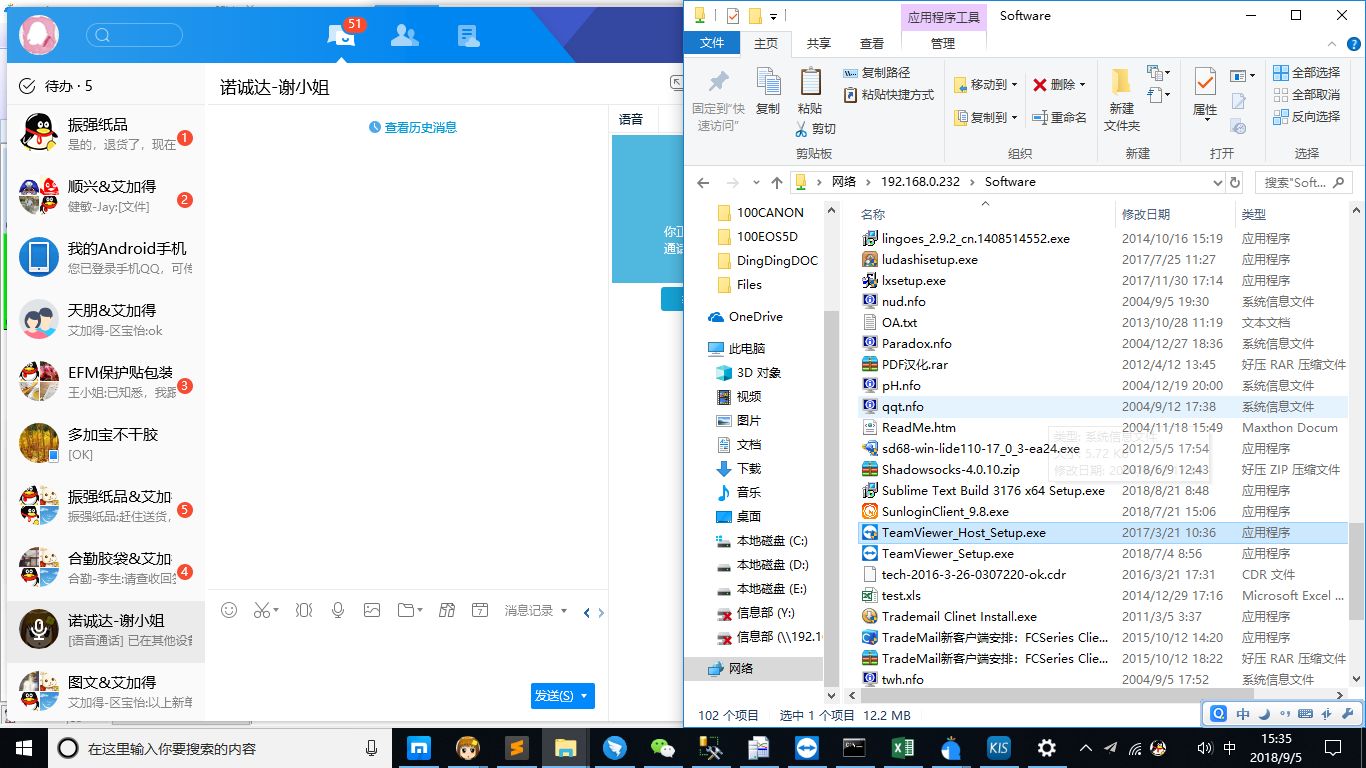 51
待办 · 5
振强纸品
是的，退货了，现在
1
顺兴&艾加得
健敏-Jay:[文件]
2
我的Android手机
您已登录手机QQ，可传
天朋&艾加得
艾加得-区宝怡:ok
EFM保护贴包装
王小姐:已知悉，我跟
3
多加宝不干胶
[OK]
振强纸品&艾加
振强纸品:赶住送货，
5
合勤胶袋&艾加
合勤-李生:请查收回签
4
诺诚达-谢小姐
[语音通话] 已在其他设备
图文&艾加得
艾加得-区宝怡:以上新单
诺诚达-谢小姐
查看历史消息
语音
你正
通话
消息记录
发送(S)
应用程序工具
Software
文件
主页
共享
查看
管理
固定到“快速访问”
复制
粘贴
复制路径
粘贴快捷方式
剪切
剪贴板
移动到
复制到
删除
重命名
组织
新建
文件夹
新建
属性
打开
全部选择
全部取消
反向选择
选择
网络 › 192.168.0.232 › Software
搜索"Soft...
100CANON
100EOS5D
DingDingDOC
Files
OneDrive
此电脑
3D 对象
视频
图片
文档
下载
音乐
桌面
本地磁盘 (C:)
本地磁盘 (D:)
本地磁盘 (E:)
信息部 (Y:)
信息部 (\\192.16
网络
名称 修改日期 类型
lingoes_2.9.2_cn.1408514552.exe 2014/10/16 15:19 应用程序
ludashisetup.exe 2017/7/25 11:27 应用程序
lxsetup.exe 2017/11/30 17:14 应用程序
nud.nfo 2004/9/5 19:30 系统信息文件
OA.txt 2013/10/28 11:19 文本文档
Paradox.nfo 2004/12/27 18:36 系统信息文件
PDF汉化.rar 2012/4/12 13:45 好压 RAR 压缩文件
pH.nfo 2004/12/19 20:00 系统信息文件
qqt.nfo 2004/9/12 17:38 系统信息文件
ReadMe.htm 2004/11/18 15:49 Maxthon Docum
sd68-win-lide110-17_0_3-ea24.exe 2012/5/5 17:54 应用程序
Shadowsocks-4.0.10.zip 2018/6/9 12:43 好压 ZIP 压缩文件
Sublime Text Build 3176 x64 Setup.exe 2018/8/21 8:48 应用程序
SunloginClient_9.8.exe 2018/7/21 15:06 应用程序
TeamViewer_Host_Setup.exe 2017/3/21 10:36 应用程序
TeamViewer_Setup.exe 2018/7/4 8:56 应用程序
tech-2016-3-26-0307220-ok.cdr 2016/3/21 17:31 CDR 文件
test.xls 2014/12/29 17:16 Microsoft Excel ...
Trademail Clinet Install.exe 2011/3/5 3:37 应用程序
TradeMail新客户端安排：FCSeries Clie... 2015/10/12 14:20 应用程序
TradeMail新客户端安排：FCSeries Clie... 2015/10/12 18:22 好压 RAR 压缩文件
twh.nfo 2004/9/5 17:52 系统信息文件
类型: 系统信息文件
5.72 K
修改日期: 20
102 个项目 选中 1 个项目 12.2 MB
中
在这里输入你要搜索的内容
KIS
中
15:35
2018/9/5